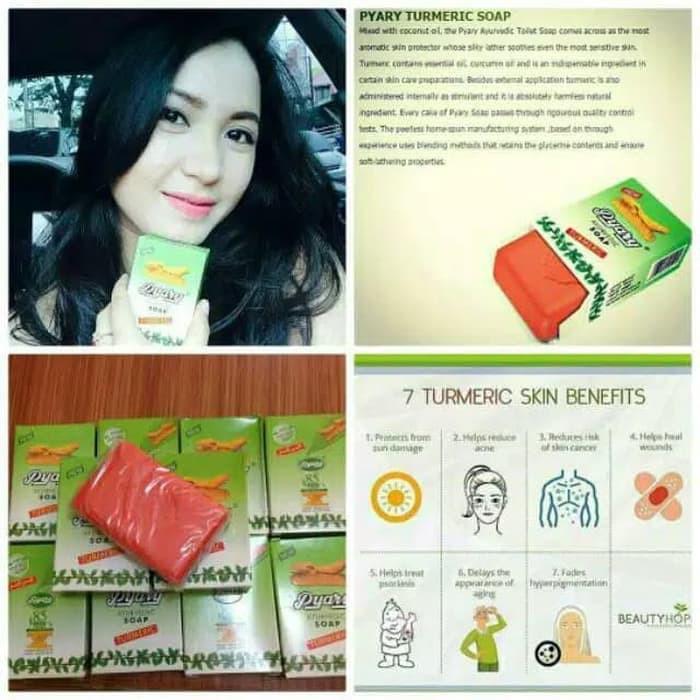 Pyary
SOAP
TURMERIC
PYARY TURMERIC SOAP
Mixed with coconut oil, the Pyary Ayurvedic Toilet Soap comes across as the most
aromatic skin protector whose silky lather soothes even the most sensitive skin.
Turmeric contains essential oil, curcumin oil and is an indispensable ingredient in
certain skin care preparations. Besides external application turmeric is also
administered internally as stimulant and it is absolutely harmless natural
ingredient. Every cake of Pyary Soap passes through rigourous quality control
tests. The peerless home-spun manufacturing system ,based on through
experience uses blending methods that retains the glycerine contents and ensure
soft-lathering properties.
Pyary
SOAP
TURMERIC
Pyary
AYURVEDIC
SOAP
TURMERIC
7 TURMERIC SKIN BENEFITS
1. Protects from
sun damage
2. Helps reduce
acne
3. Reduces risk
of skin cancer
4. Helps heal
wounds
5. Helps treat
psoriasis
6. Delays the
appearance of
aging
7. Fades
hyperpigmentation
BEAUTYHOP